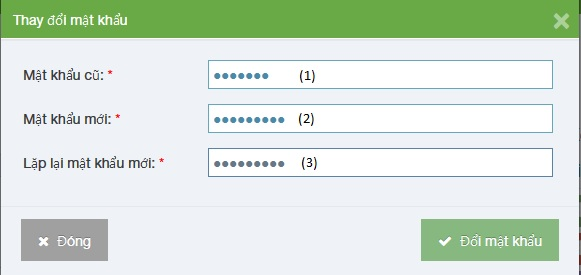 Thay đổi mật khẩu
Mật khẩu cũ: * ●●●●●●● (1)
Mật khẩu mới: * ●●●●●●●●● (2)
Lặp lại mật khẩu mới: * ●●●●●●●●● (3)
Đóng Đổi mật khẩu